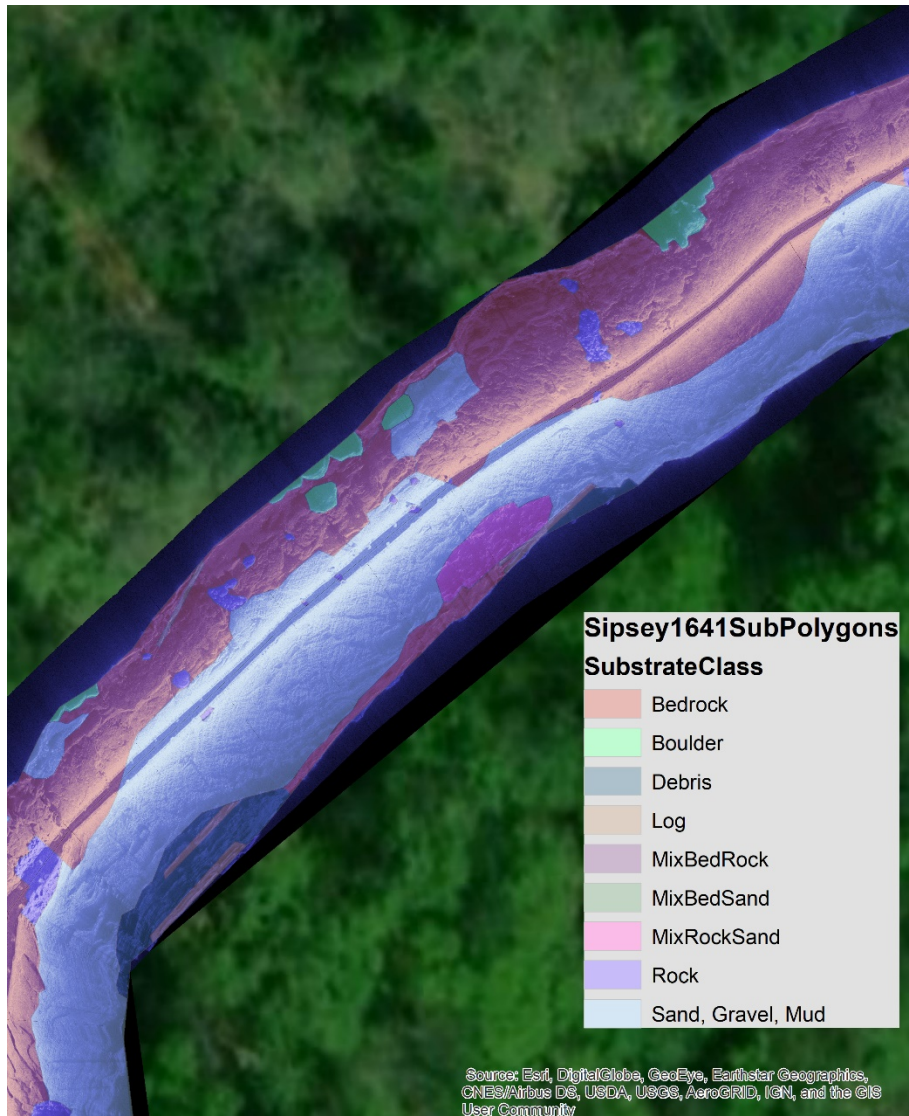 Sipsey1641SubPolygons
SubstrateClass
Bedrock
Boulder
Debris
Log
MixBedRock
MixBedSand
MixRockSand
Rock
Sand, Gravel, Mud
Source: Esri, DigitalGlobe, GeoEye, Earthstar Geographics,
CNES/Airbus DS, USDA, USGS, AeroGRID, IGN, and the GIS
User Community